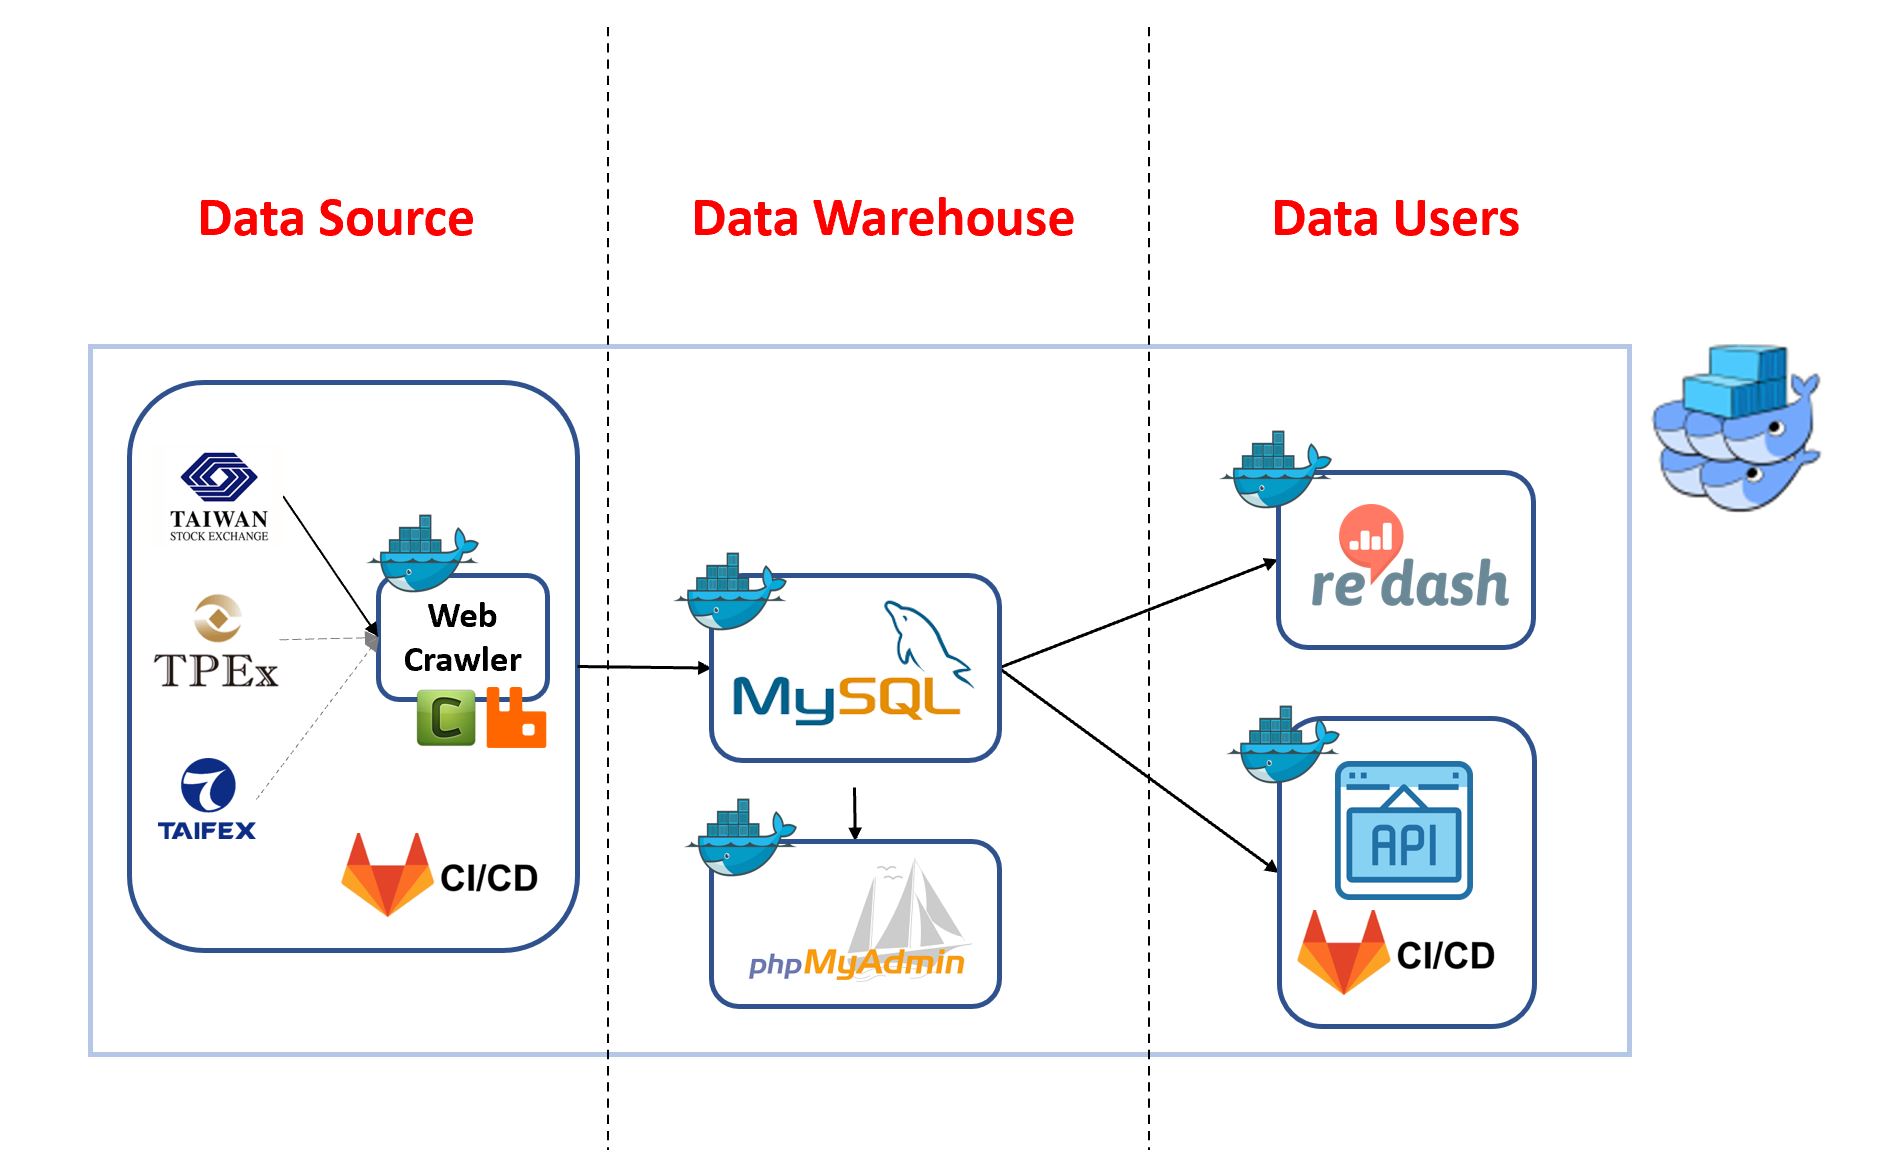 Data Source
Data Warehouse
Data Users
TAIWAN
STOCK EXCHANGE
TPEx
TAIFEX
Web
Crawler
C
CI/CD
MySQL
phpMyAdmin
redash
API
CI/CD